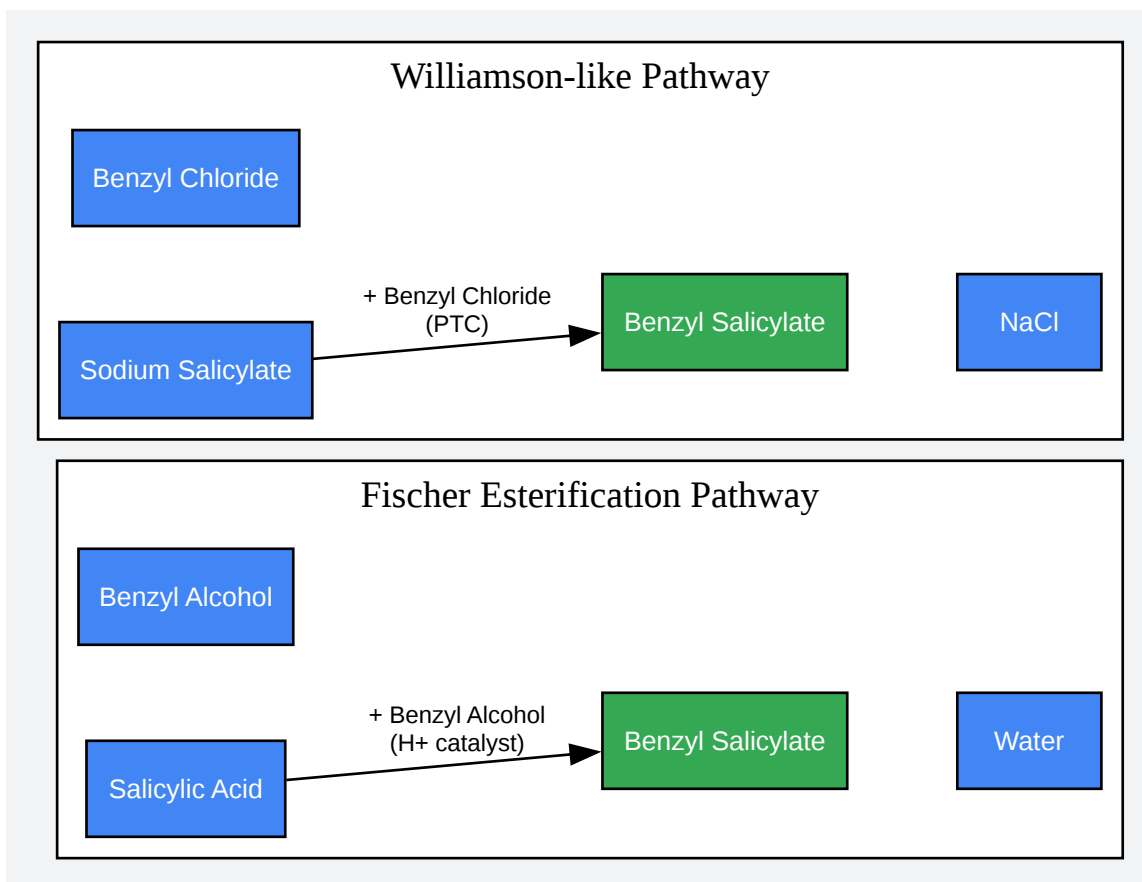 Williamson-like Pathway
Benzyl Chloride
+ Benzyl Chloride
(PTC)
Sodium Salicylate
Benzyl Salicylate
NaCl
Fischer Esterification Pathway
Benzyl Alcohol
+ Benzyl Alcohol
(H+ catalyst)
Salicylic Acid
Benzyl Salicylate
Water